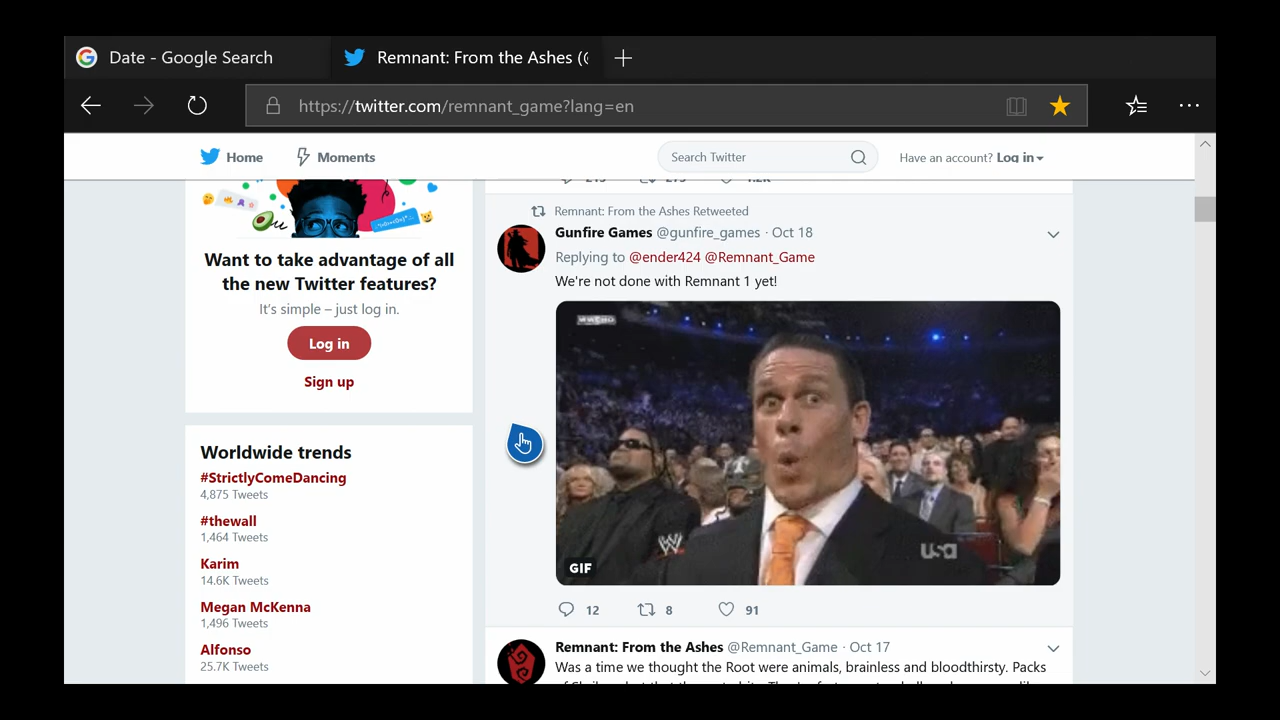 Date - Google Search
Remnant: From the Ashes (
https://twitter.com/remnant_game?lang=en
Home
Moments
Search Twitter
Have an account? Log in
Remnant: From the Ashes Retweeted
Gunfire Games @gunfire_games · Oct 18
Replying to @ender424 @Remnant_Game
We're not done with Remnant 1 yet!
GIF
usa
12
8
91
Remnant: From the Ashes @Remnant_Game · Oct 17
Was a time we thought the Root were animals, brainless and bloodthirsty. Packs
Want to take advantage of all
the new Twitter features?
It's simple – just log in.
Log in
Sign up
Worldwide trends
#StrictlyComeDancing
4,875 Tweets
#thewall
1,464 Tweets
Karim
14.6K Tweets
Megan McKenna
1,496 Tweets
Alfonso
25.7K Tweets